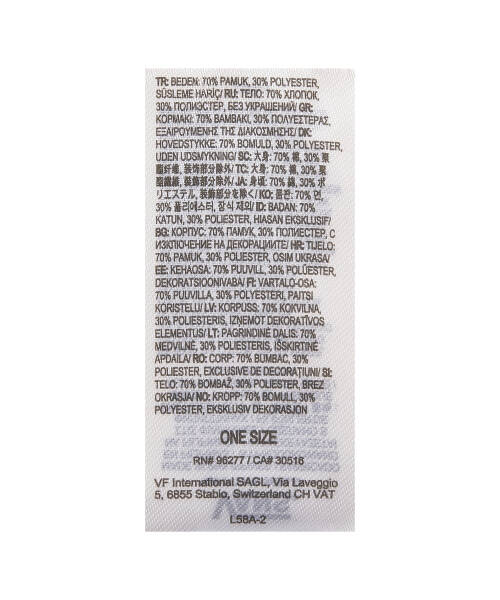 TR: BEDEN: 70% PAMUK, 30% POLYESTER,
SÜSLEME HARİÇ/ RU: ТЕЛО: 70% ХЛОПОК,
30% ПОЛИЭСТЕР, БЕЗ УКРАШЕНИЙ/ GR:
ΚΟΡΜΑΚΙ: 70% ΒΑΜΒΑΚΙ, 30% ΠΟΛΥΕΣΤΕΡΑΣ,
ΕΞΑΙΡΟΥΜΕΝΗΣ ΤΗΣ ΔΙΑΚΟΣΜΗΣΗΣ/ DK:
HOVEDSTYKKE: 70% BOMULD, 30% POLYESTER,
UDEN UDSMYKNING/ SC: 大身: 70% 棉, 30% 聚
酯纤维, 装饰部分除外/ TC: 大身: 70% 棉, 30% 聚
酯纖維, 裝飾部分除外/ JA: 身頃: 70% 綿, 30% ポ
リエステル, 装飾部分を除く/ KO: 몸판: 70% 면,
30% 폴리에스터, 장식 제외/ ID: BADAN: 70%
KATUN, 30% POLIESTER, HIASAN EKSKLUSIF/
BG: КОРПУС: 70% ПАМУК, 30% ПОЛИЕСТЕР, С
ИЗКЛЮЧЕНИЕ НА ДЕКОРАЦИИТЕ/ HR: TIJELO:
70% PAMUK, 30% POLIESTER, OSIM UKRASA/
EE: KEHAOSA: 70% PUUVILL, 30% POLÜESTER,
DEKORATSIOONIVABA/ FI: VARTALO-OSA:
70% PUUVILLA, 30% POLYESTERI, PAITSI
KORISTELU/ LV: KORPUSS: 70% KOKVILNA,
30% POLIESTERIS, IZŅEMOT DEKORATĪVOS
ELEMENTUS/ LT: PAGRINDINĖ DALIS: 70%
MEDVILNĖ, 30% POLIESTERIS, IŠSKIRTINĖ
APDAILA/ RO: CORP: 70% BUMBAC, 30%
POLIESTER, EXCLUSIVE DE DECORAȚIUNI/ SI:
TELO: 70% BOMBAŽ, 30% POLIESTER, BREZ
OKRASJA/ NO: KROPP: 70% BOMULL, 30%
POLYESTER, EKSKLUSIV DEKORASJON
ONE SIZE
RN# 96277 / CA# 30516
VF International SAGL, Via Laveggio
5, 6855 Stabio, Switzerland CH VAT
L58A-2